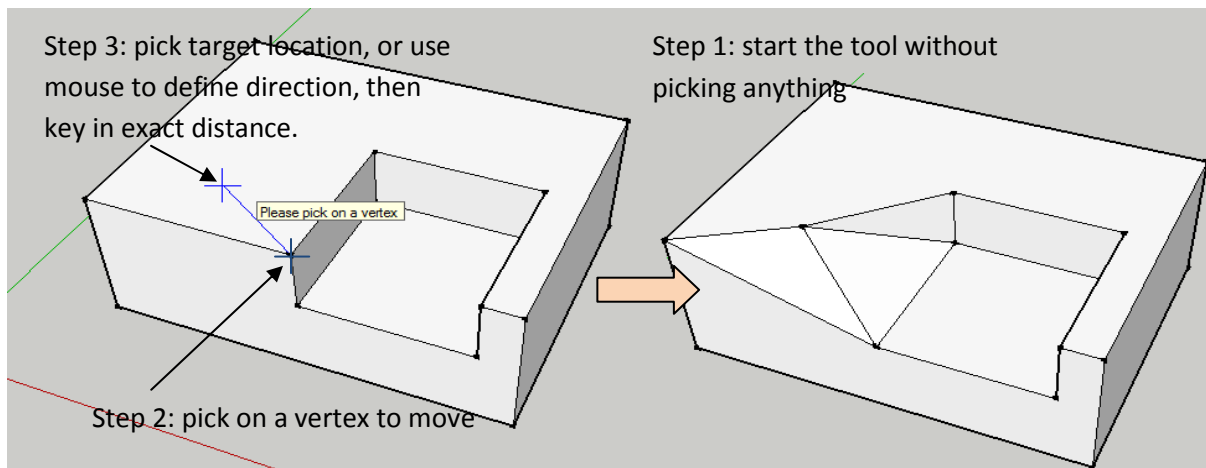 Step 3: pick target location, or use
mouse to define direction, then
key in exact distance.
Step 1: start the tool without
picking anything
Please pick on a vertex
Step 2: pick on a vertex to move